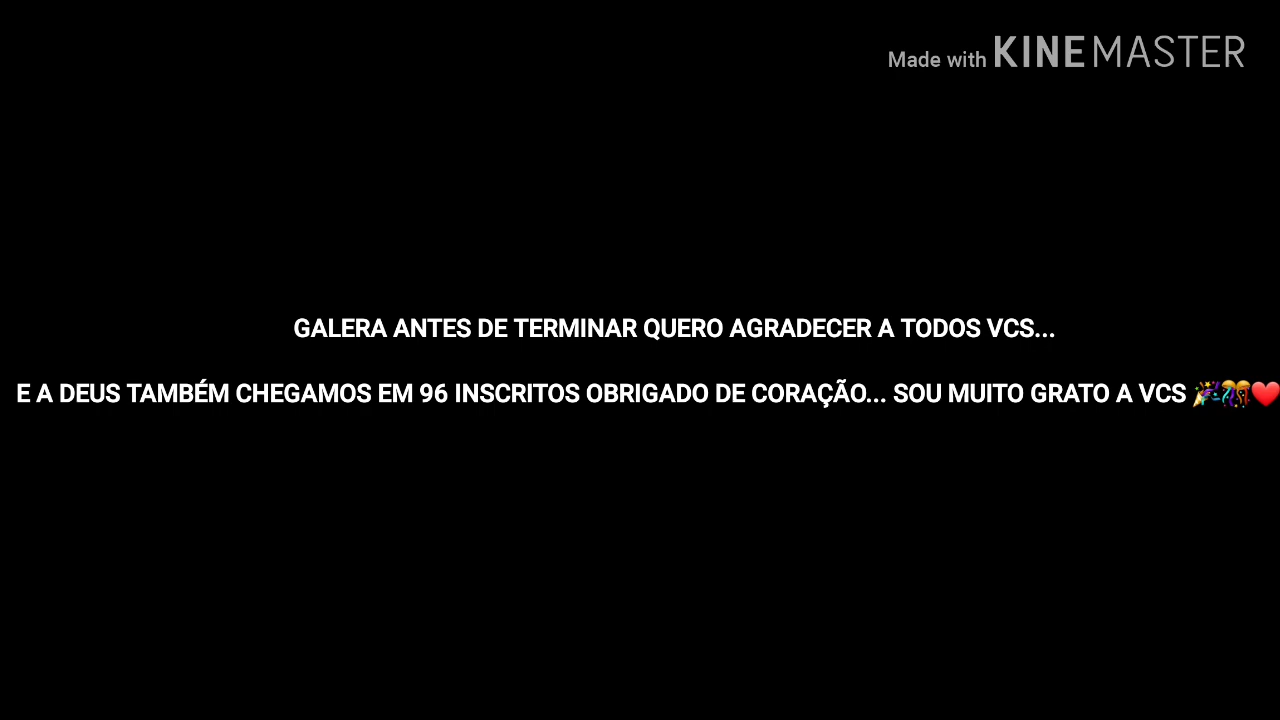 Made with KINEMASTER
GALERA ANTES DE TERMINAR QUERO AGRADECER A TODOS VCS...
E A DEUS TAMBÉM CHEGAMOS EM 96 INSCRITOS OBRIGADO DE CORAÇÃO... SOU MUITO GRATO A VCS 🎉🎊❤️